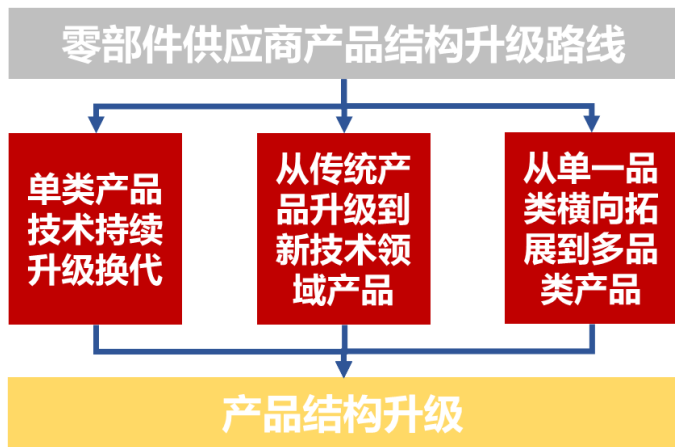 零部件供应商产品结构升级路线
单类产品
技术持续
升级换代
从传统产
品升级到
新技术领
域产品
从单一品
类横向拓
展到多品
类产品
产品结构升级